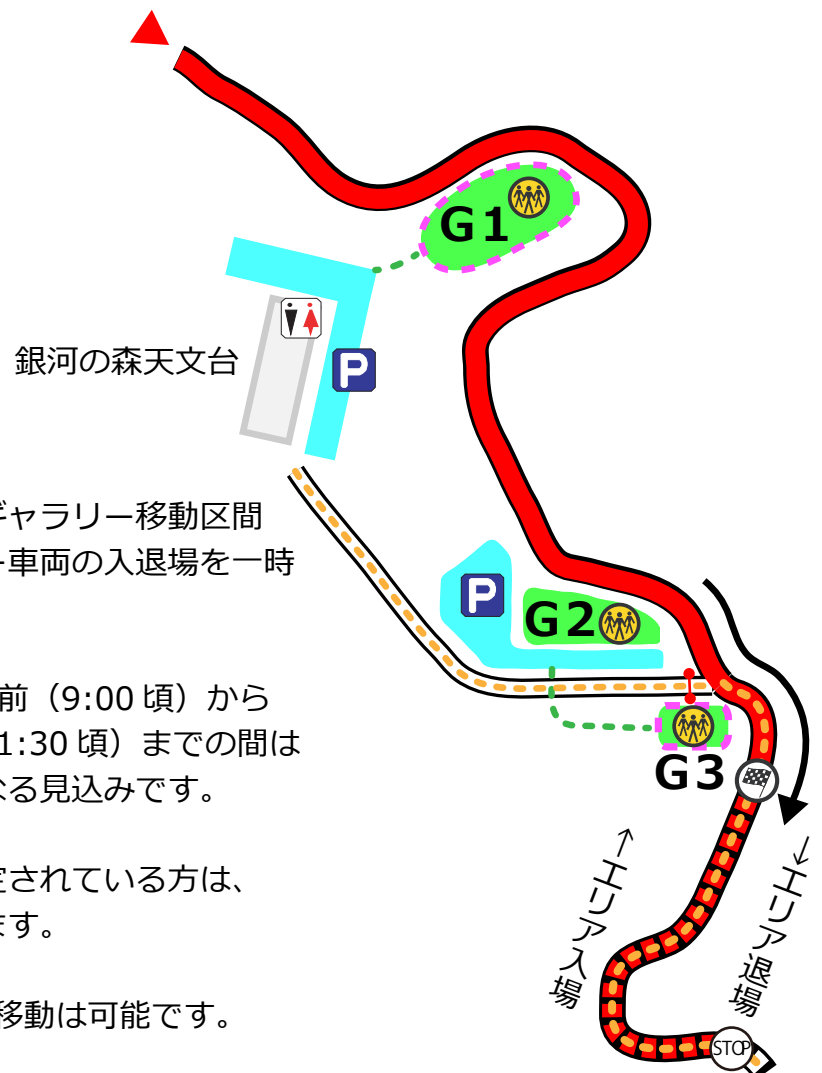 G1
銀河の森天文台
P
ギャラリー移動区間
ー車両の入退場を一時
P
G2
前（9:00 頃）から
1:30 頃）までの間は
なる見込みです。
G3
定されている方は、
ます。
↑エリア入場
↓エリア退場
移動は可能です。
STOP